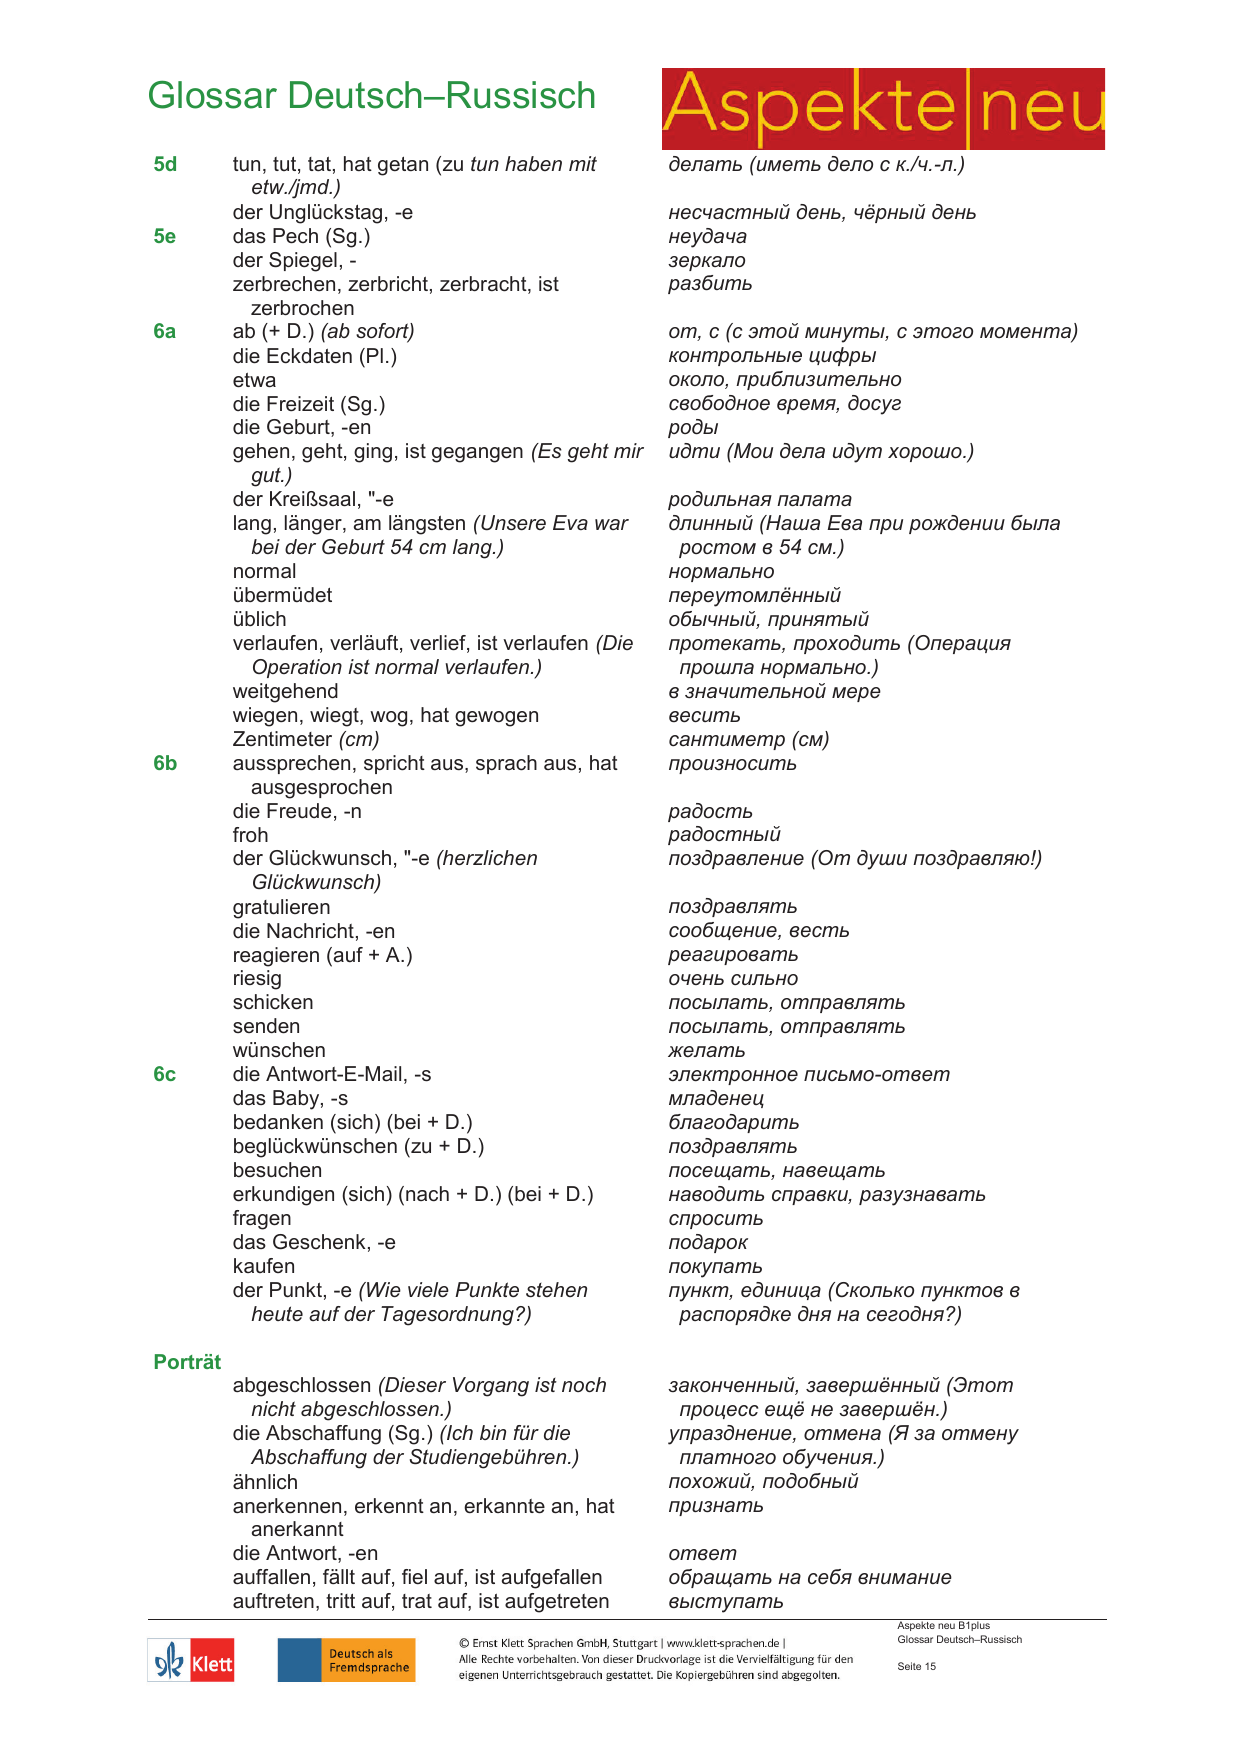 Glossar Deutsch–Russisch
Aspekte|neu
5d tun, tut, tat, hat getan (zu tun haben mit делать (иметь дело с к./ч.-л.)
etw./jmd.)
der Unglückstag, -e несчастный день, чёрный день
5e das Pech (Sg.) неудача
der Spiegel, - зеркало
zerbrechen, zerbricht, zerbracht, ist разбить
zerbrochen
6a ab (+ D.) (ab sofort) от, с (с этой минуты, с этого момента)
die Eckdaten (Pl.) контрольные цифры
etwa около, приблизительно
die Freizeit (Sg.) свободное время, досуг
die Geburt, -en роды
gehen, geht, ging, ist gegangen (Es geht mir идти (Мои дела идут хорошо.)
gut.)
der Kreißsaal, "-e родильная палата
lang, länger, am längsten (Unsere Eva war длинный (Наша Ева при рождении была
bei der Geburt 54 cm lang.) ростом в 54 см.)
normal нормально
übermüdet переутомлённый
üblich обычный, принятый
verlaufen, verläuft, verlief, ist verlaufen (Die протекать, проходить (Операция
Operation ist normal verlaufen.) прошла нормально.)
weitgehend в значительной мере
wiegen, wiegt, wog, hat gewogen весить
Zentimeter (cm) сантиметр (см)
6b aussprechen, spricht aus, sprach aus, hat произносить
ausgesprochen
die Freude, -n радость
froh радостный
der Glückwunsch, "-e (herzlichen поздравление (От души поздравляю!)
Glückwunsch)
gratulieren поздравлять
die Nachricht, -en сообщение, весть
reagieren (auf + A.) реагировать
riesig очень сильно
schicken посылать, отправлять
senden посылать, отправлять
wünschen желать
6c die Antwort-E-Mail, -s электронное письмо-ответ
das Baby, -s младенец
bedanken (sich) (bei + D.) благодарить
beglückwünschen (zu + D.) поздравлять
besuchen посещать, навещать
erkundigen (sich) (nach + D.) (bei + D.) наводить справки, разузнавать
fragen спросить
das Geschenk, -e подарок
kaufen покупать
der Punkt, -e (Wie viele Punkte stehen пункт, единица (Сколько пунктов в
heute auf der Tagesordnung?) распорядке дня на сегодня?)
Porträt
abgeschlossen (Dieser Vorgang ist noch законченный, завершённый (Этот
nicht abgeschlossen.) процесс ещё не завершён.)
die Abschaffung (Sg.) (Ich bin für die упразднение, отмена (Я за отмену
Abschaffung der Studiengebühren.) платного обучения.)
ähnlich похожий, подобный
anerkennen, erkennt an, erkannte an, hat признать
anerkannt
die Antwort, -en ответ
auffallen, fällt auf, fiel auf, ist aufgefallen обращать на себя внимание
auftreten, tritt auf, trat auf, ist aufgetreten выступать
Klett
Deutsch als
Fremdsprache
© Ernst Klett Sprachen GmbH, Stuttgart | www.klett-sprachen.de |
Alle Rechte vorbehalten. Von dieser Druckvorlage ist die Vervielfältigung für den
eigenen Unterrichtsgebrauch gestattet. Die Kopiergebühren sind abgegolten.
Aspekte neu B1plus
Glossar Deutsch–Russisch
Seite 15